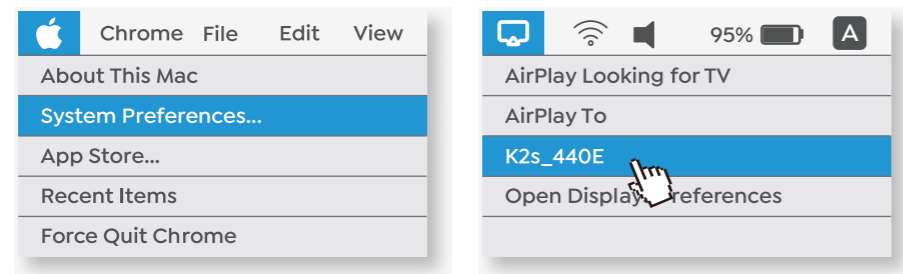 Chrome File Edit View
About This Mac
System Preferences...
App Store...
Recent Items
Force Quit Chrome
95% A
AirPlay Looking for TV
AirPlay To
K2s_440E
Open Display Preferences